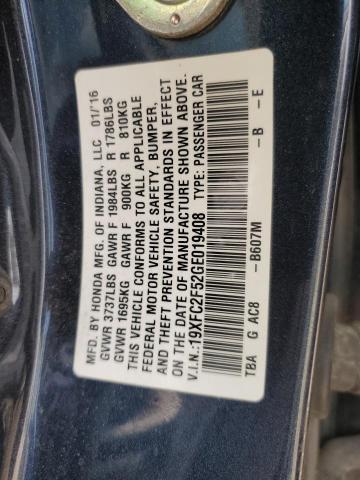 MFD. BY HONDA MFG. OF INDIANA, LLC 01/16
GVWR 3737LBS GAWR F 1984LBS R 1786LBS
GVWR 1695KG GAWR F 900KG R 810KG
THIS VEHICLE CONFORMS TO ALL APPLICABLE
FEDERAL MOTOR VEHICLE SAFETY, BUMPER,
AND THEFT PREVENTION STANDARDS IN EFFECT
ON THE DATE OF MANUFACTURE SHOWN ABOVE.
V.I.N.:19XFC2F52GE019408 TYPE: PASSENGER CAR
TBA G AC8 -B607M -B -E